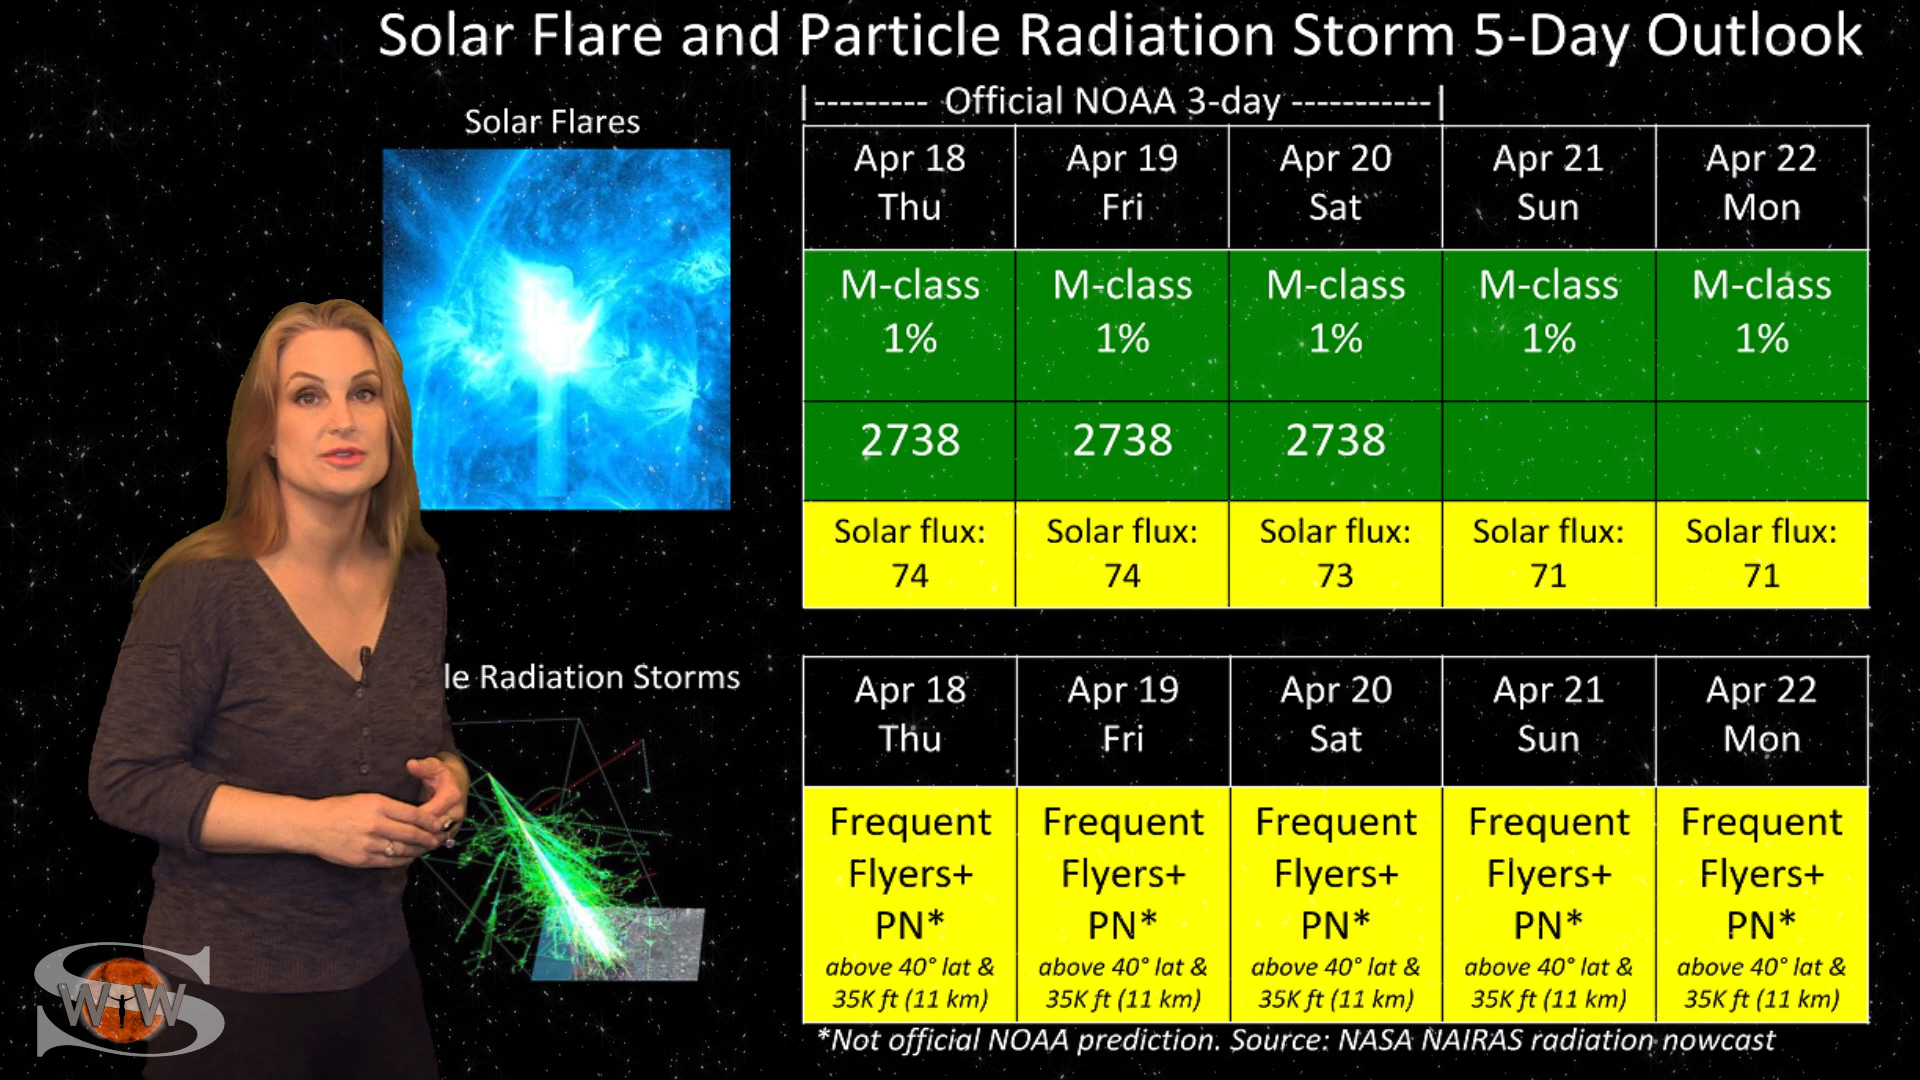 Solar Flare and Particle Radiation Storm 5-Day Outlook
|--------- Official NOAA 3-day -----------|
Solar Flares
Apr 18 Apr 19 Apr 20 Apr 21 Apr 22
Thu Fri Sat Sun Mon
M-class M-class M-class M-class M-class
1% 1% 1% 1% 1%
2738 2738 2738
Solar flux: Solar flux: Solar flux: Solar flux: Solar flux:
74 74 73 71 71
le Radiation Storms
Apr 18 Apr 19 Apr 20 Apr 21 Apr 22
Thu Fri Sat Sun Mon
Frequent Frequent Frequent Frequent Frequent
Flyers+ Flyers+ Flyers+ Flyers+ Flyers+
PN* PN* PN* PN* PN*
above 40° lat & above 40° lat & above 40° lat & above 40° lat & above 40° lat &
35K ft (11 km) 35K ft (11 km) 35K ft (11 km) 35K ft (11 km) 35K ft (11 km)
*Not official NOAA prediction. Source: NASA NAIRAS radiation nowcast
S
WTW